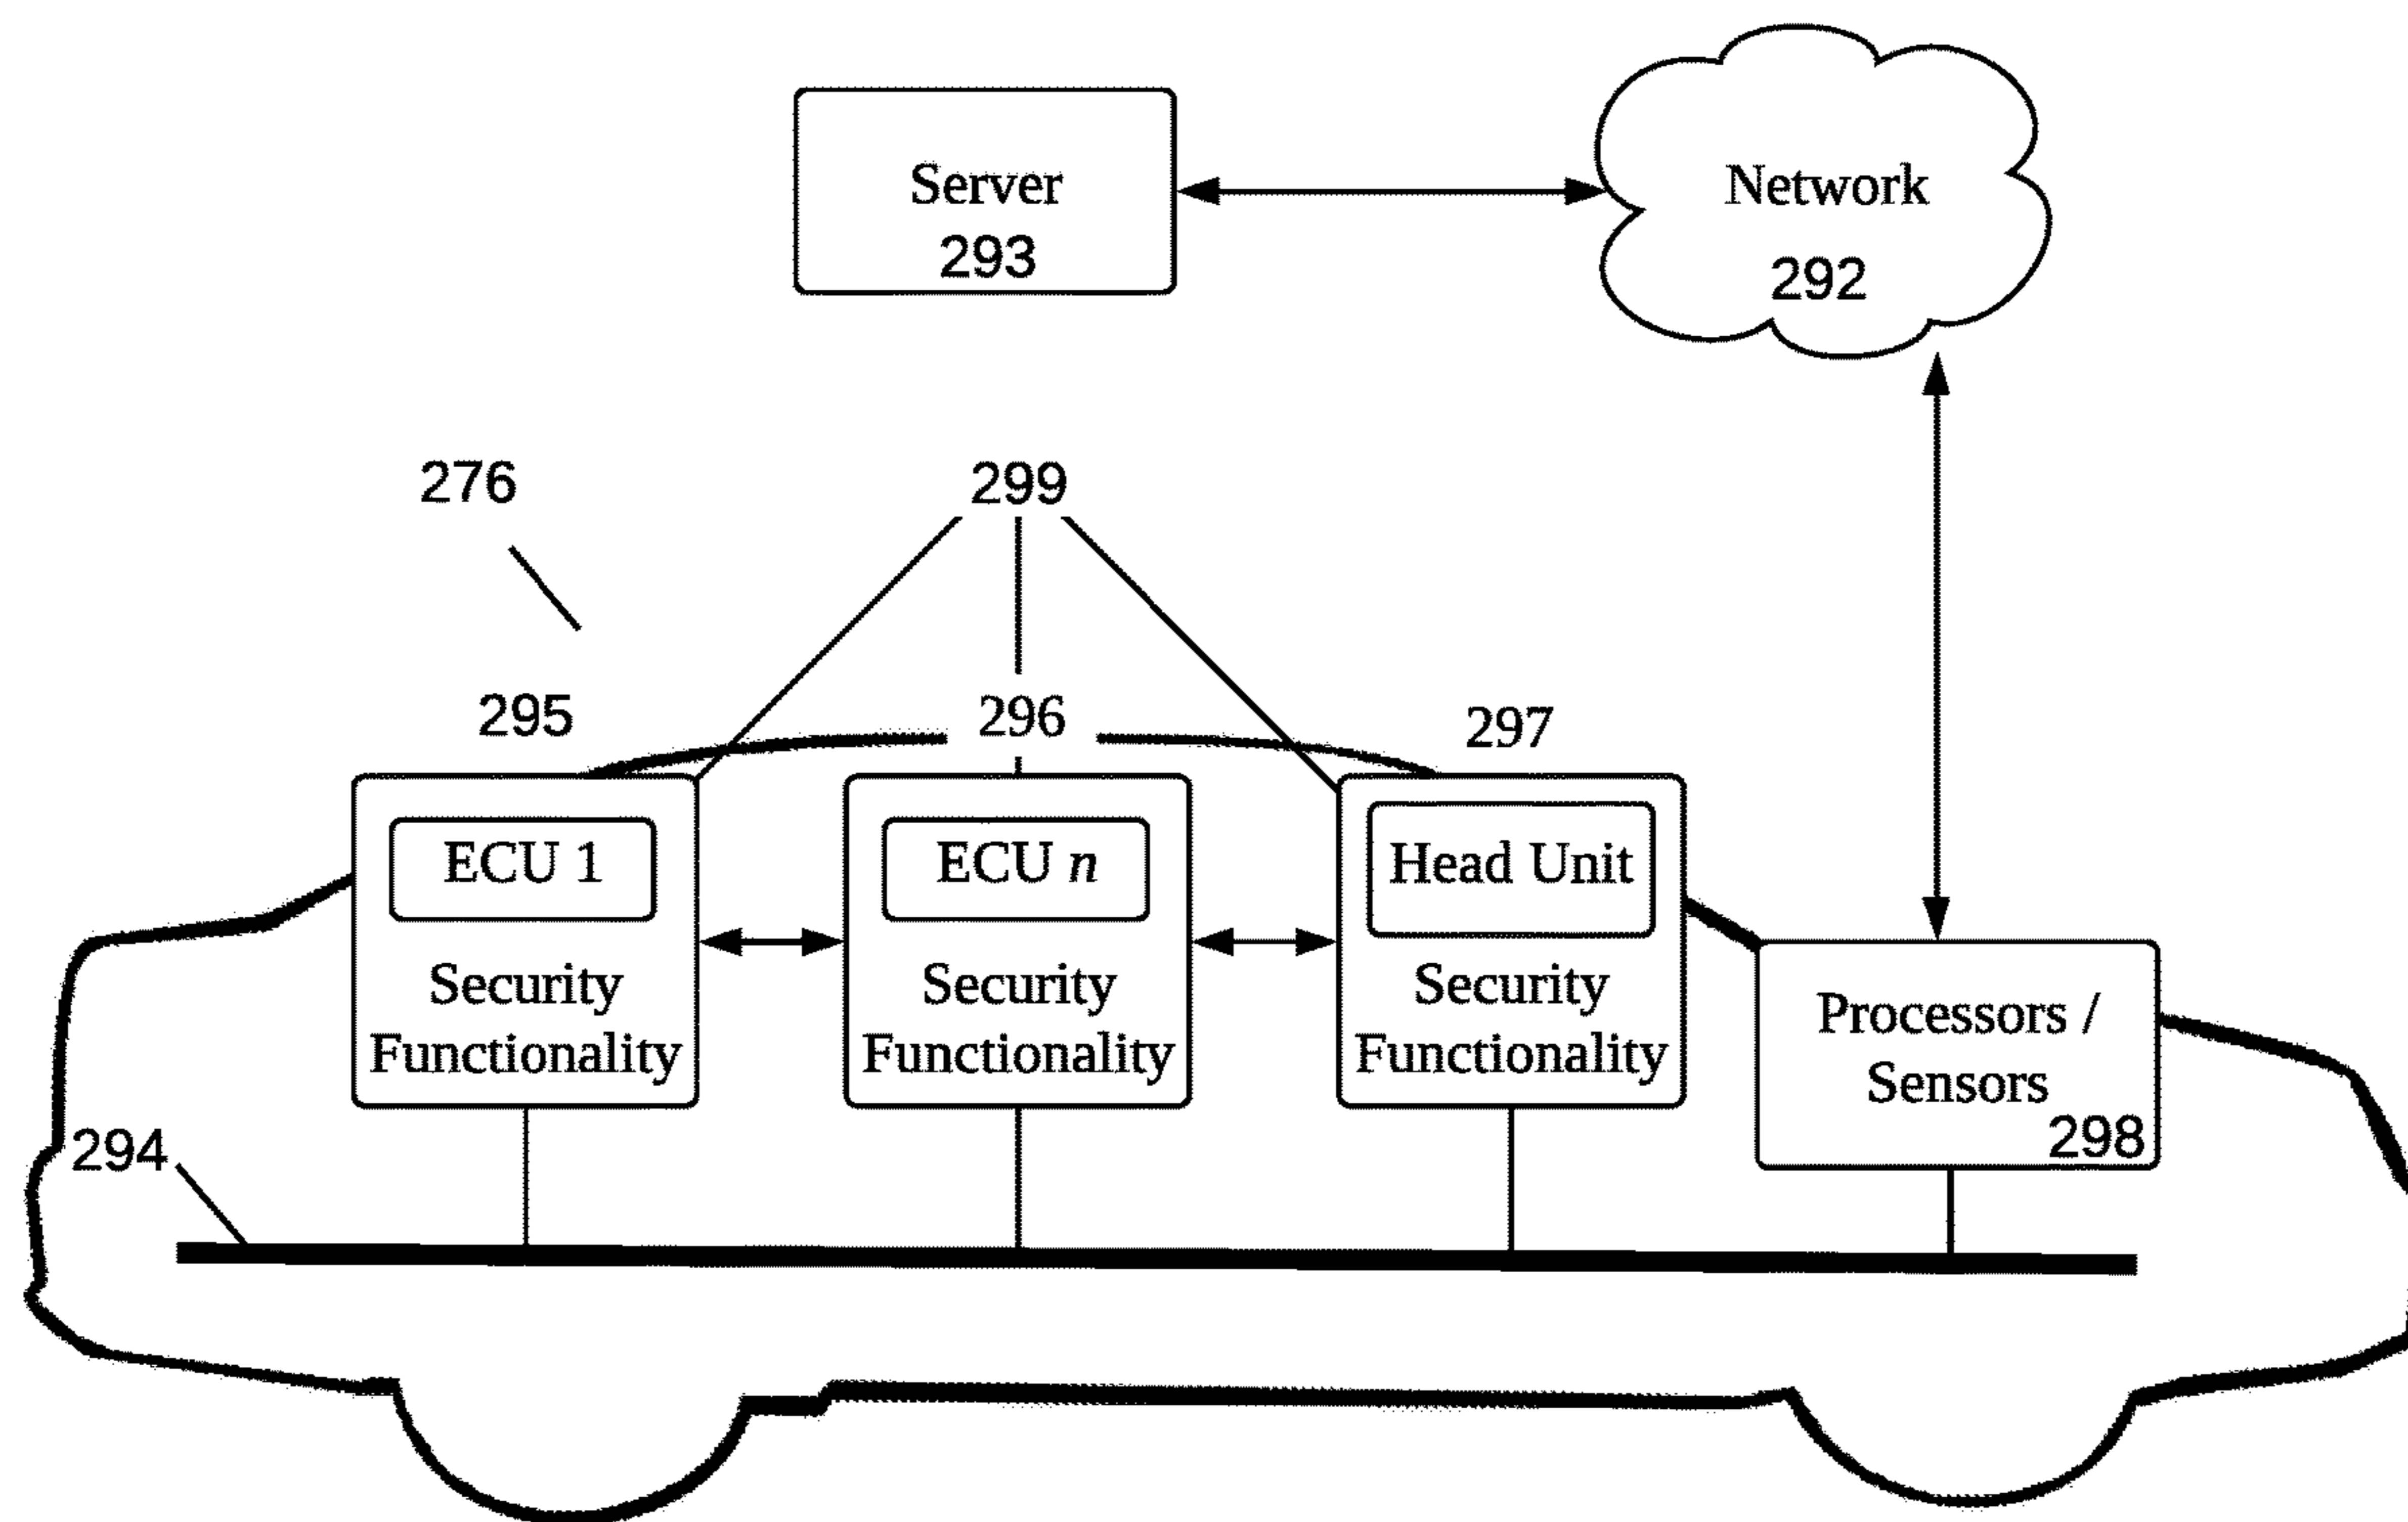 Server
293
Network
292
276
299
295
296
297
ECU 1
Security
Functionality
ECU n
Security
Functionality
Head Unit
Security
Functionality
Processors /
Sensors
298
294